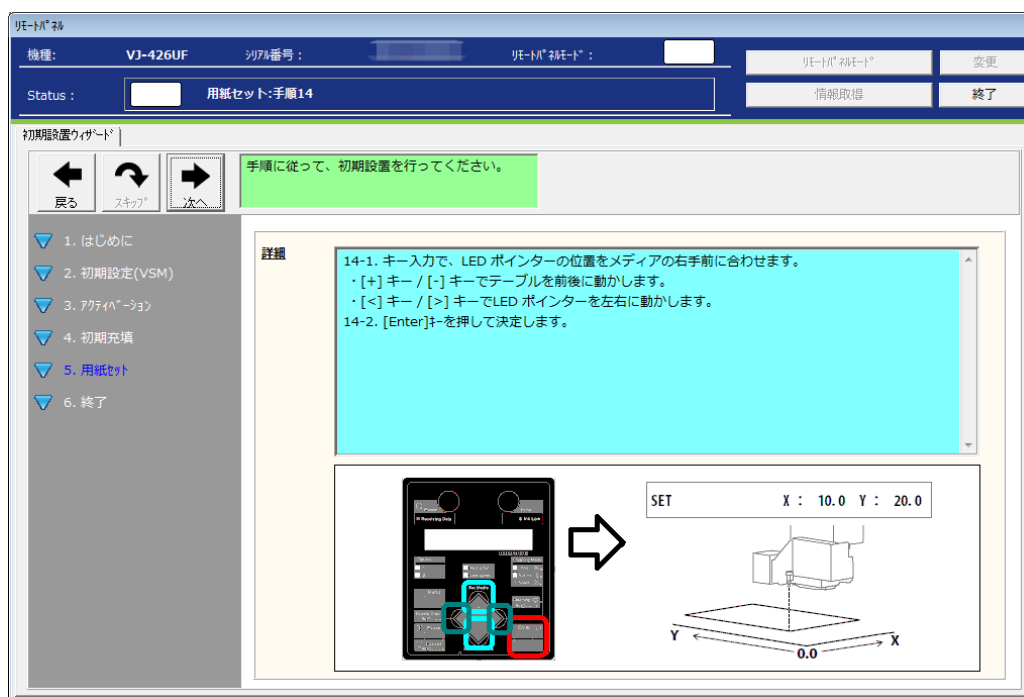 ﾘﾓｰﾄﾊﾟﾈﾙ
機種: VJ-426UF ｼﾘｱﾙ番号： ﾘﾓｰﾄﾊﾟﾈﾙﾓｰﾄﾞ：
ﾘﾓｰﾄﾊﾟﾈﾙﾓｰﾄﾞ 変更
Status： 用紙セット:手順14
情報取得 終了
初期設置ｳｨｻﾞｰﾄﾞ
戻る ｽｷｯﾌﾟ 次へ
手順に従って、初期設置を行ってください。
1. はじめに
2. 初期設定(VSM)
3. ｱｸﾃｨﾍﾞｰｼｮﾝ
4. 初期充填
5. 用紙ｾｯﾄ
6. 終了
詳細
14-1. キー入力で、LED ポインターの位置をメディアの右手前に合わせます。
・[+] キー / [-] キーでテーブルを前後に動かします。
・[<] キー / [>] キーでLED ポインターを左右に動かします。
14-2. [Enter]ｷｰを押して決定します。
SET X： 10.0 Y： 20.0
Y
X
0.0